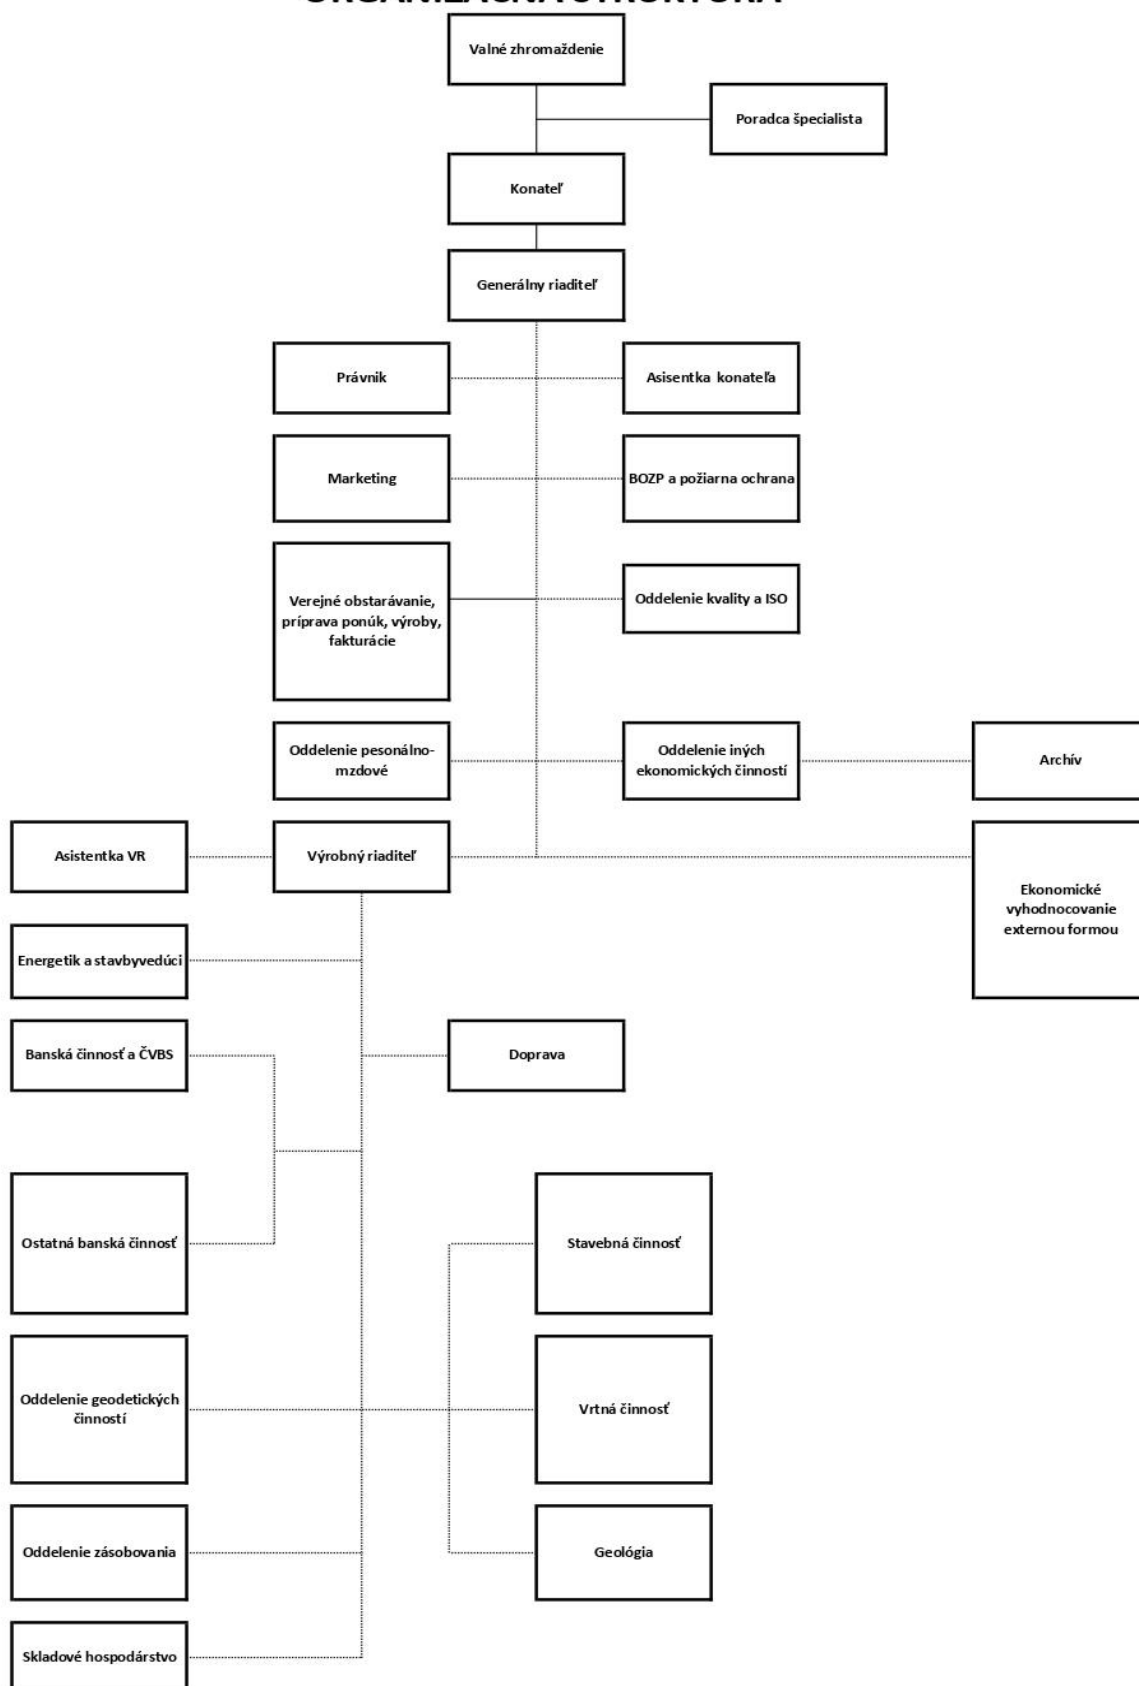 ORGANIZAČNÁ ŠTRUKTÚRA
Valné zhromaždenie
Poradca špecialista
Konateľ
Generálny riaditeľ
Právnik
Asisentka konateľa
Marketing
BOZP a požiarna ochrana
Verejné obstarávanie,
príprava ponúk, výroby,
fakturácie
Oddelenie kvality a ISO
Oddelenie pesonálno-
mzdové
Oddelenie iných
ekonomických činností
Archív
Asistentka VR
Výrobný riaditeľ
Ekonomické
vyhodnocovanie
externou formou
Energetik a stavbyvedúci
Banská činnosť a ČVBS
Doprava
Ostatná banská činnosť
Stavebná činnosť
Oddelenie geodetických
činností
Vrtná činnosť
Oddelenie zásobovania
Geológia
Skladové hospodárstvo